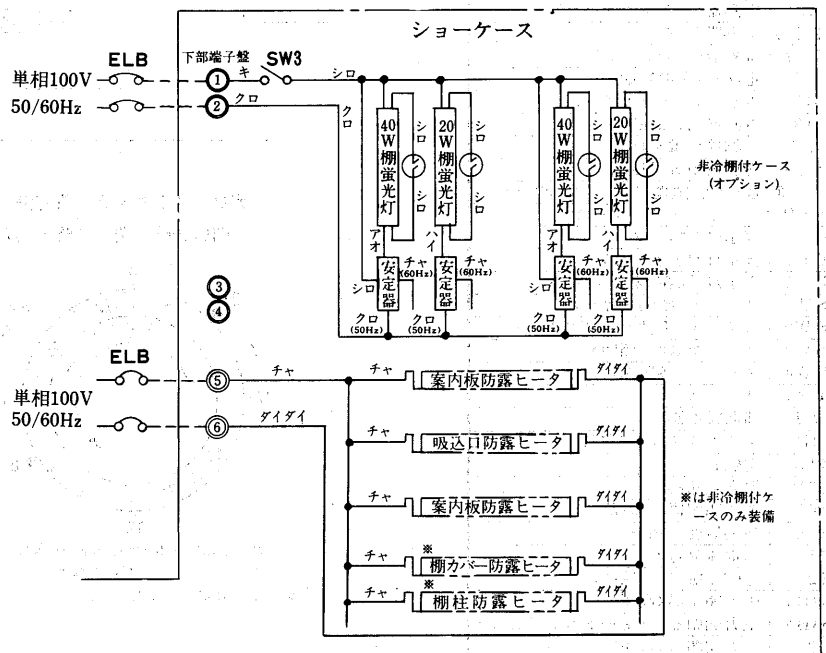 ショーケース
ELB
下部端子盤
SW3
単相100V
50/60Hz
①
キ
シロ
②
クロ
クロ
40W棚蛍光灯
シロ
シロ
20W棚蛍光灯
シロ
シロ
40W棚蛍光灯
シロ
シロ
20W棚蛍光灯
シロ
シロ
非冷棚付ケース
(オプション)
アオ
ハイ
アオ
ハイ
シロ
安定器
チャ
(60Hz)
安定器
チャ
(60Hz)
シロ
安定器
チャ
(60Hz)
安定器
チャ
(60Hz)
クロ
(50Hz)
クロ
(50Hz)
クロ
(50Hz)
クロ
(50Hz)
③
④
ELB
単相100V
50/60Hz
⑤
チャ
チャ
案内板防露ヒータ
ダイダイ
⑥
ダイダイ
チャ
吸込口防露ヒータ
ダイダイ
チャ
案内板防露ヒータ
ダイダイ
※は非冷棚付ケ
ースのみ装備
チャ
※
棚カバー防露ヒータ
ダイダイ
チャ
※
棚柱防露ヒータ
ダイダイ